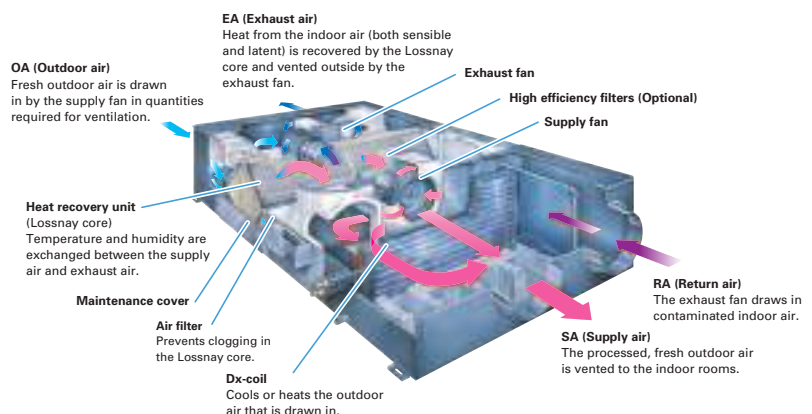 EA (Exhaust air)
Heat from the indoor air (both sensible
and latent) is recovered by the Lossnay
core and vented outside by the
exhaust fan.
OA (Outdoor air)
Fresh outdoor air is drawn
in by the supply fan in quantities
required for ventilation.
Exhaust fan
High efficiency filters (Optional)
Supply fan
Heat recovery unit
(Lossnay core)
Temperature and humidity are
exchanged between the supply
air and exhaust air.
Maintenance cover
Air filter
Prevents clogging in
the Lossnay core.
Dx-coil
Cools or heats the outdoor
air that is drawn in.
RA (Return air)
The exhaust fan draws in
contaminated indoor air.
SA (Supply air)
The processed, fresh outdoor air
is vented to the indoor rooms.